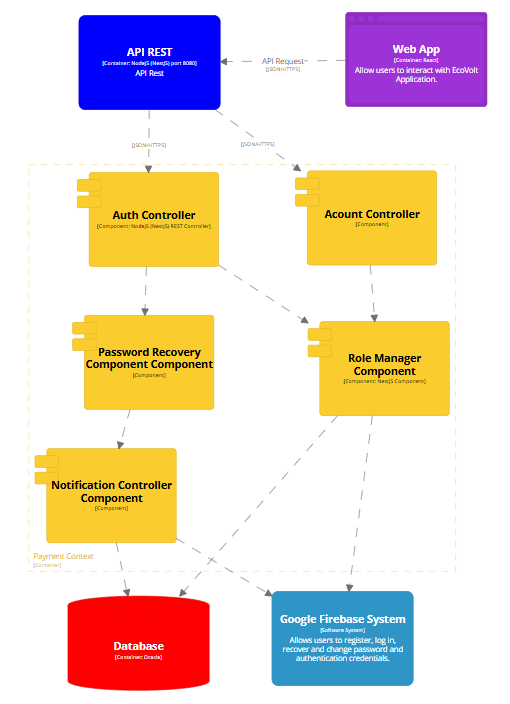 API REST
[Container: NodeJS (NestJS) port 8080]
API Rest
Web App
[Container: React]
Allow users to interact with EcoVolt
Application.
API Request
[JSON/HTTPS]
[JSON/HTTPS]
[JSON/HTTPS]
Auth Controller
[Component: NodeJS (NestJS) REST Controller]
Acount Controller
[Component]
Password Recovery
Component Component
[Component]
Role Manager
Component
[Component: NestJS Component]
Notification Controller
Component
[Component]
Payment Context
[Container]
Database
[Container: Oracle]
Google Firebase System
[Software System]
Allows users to register, log in,
recover and change password and
authentication credentials.